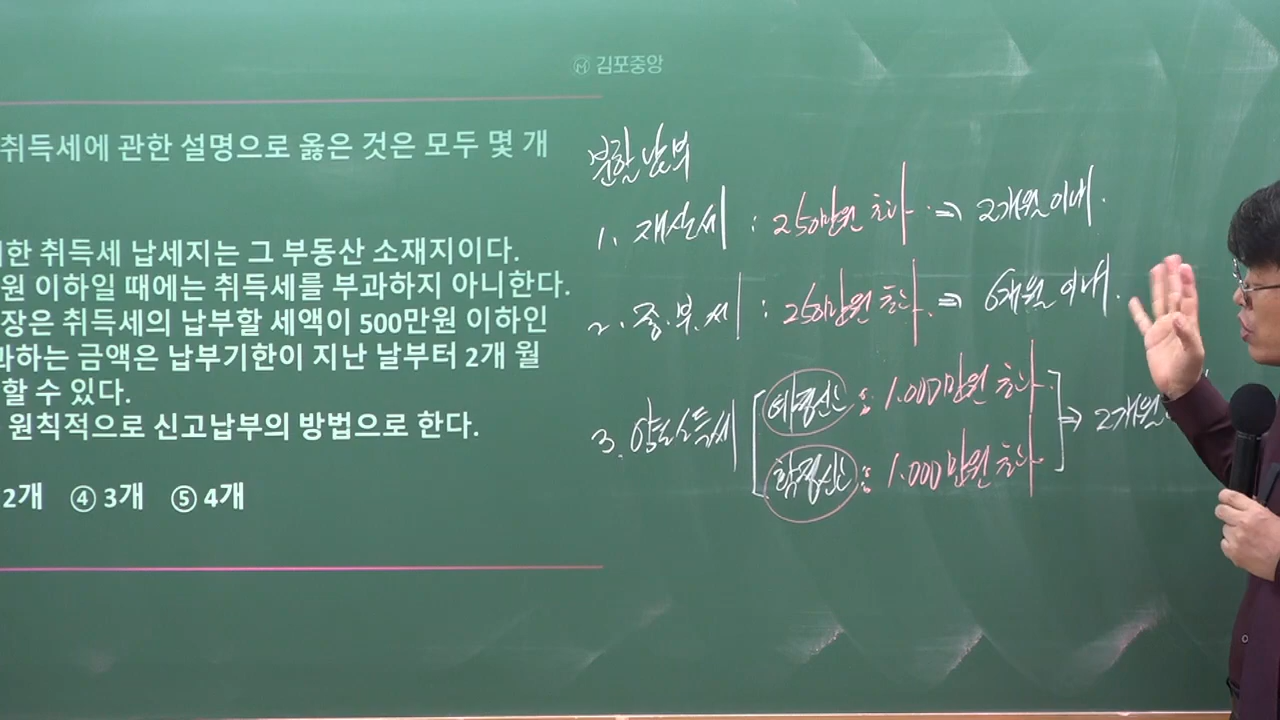 김포중앙
취득세에 관한 설명으로 옳은 것은 모두 몇 개
한 취득세 납세지는 그 부동산 소재지이다.
원 이하일 때에는 취득세를 부과하지 아니한다.
장은 취득세의 납부할 세액이 500만원 이하인
과하는 금액은 납부기한이 지난 날부터 2개 월
할 수 있다.
원칙적으로 신고납부의 방법으로 한다.
2개 ④ 3개 ⑤ 4개
분할납부
1. 재산세 : 250만원 초과. ⇒ 2개월 이내.
2. 종.부.세 : 250만원 초과. ⇒ 6개월 이내.
3. 양도소득세
예정신고 : 1.000만원 초과.
확정신고 : 1.000만원 초과.
⇒ 2개월